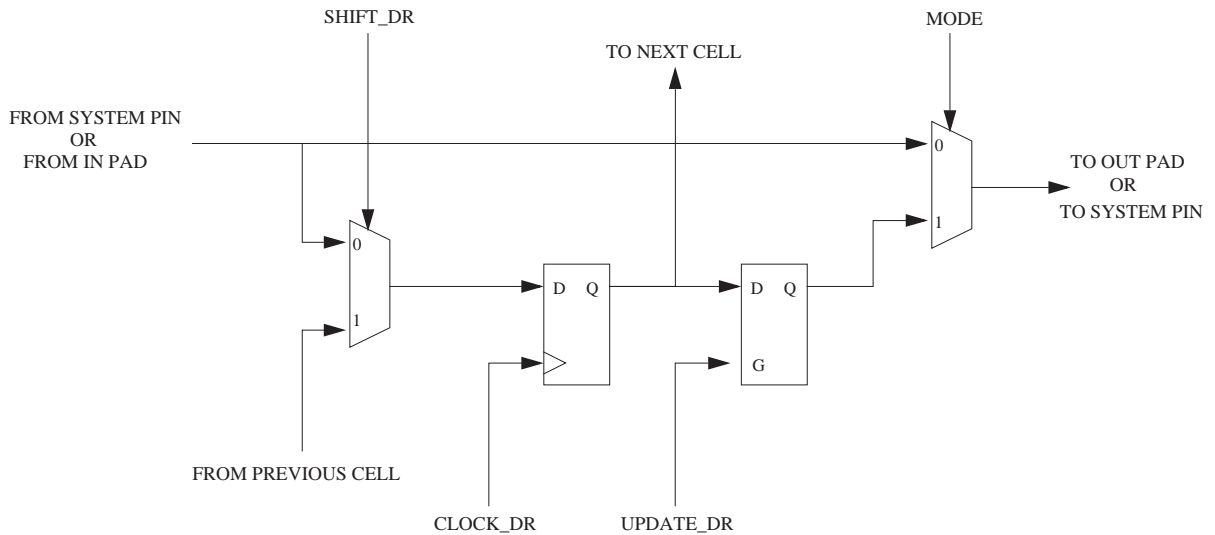 SHIFT_DR
MODE
TO NEXT CELL
FROM SYSTEM PIN
OR
FROM IN PAD
0
TO OUT PAD
OR
TO SYSTEM PIN
1
0
D Q
D Q
1
G
FROM PREVIOUS CELL
CLOCK_DR
UPDATE_DR